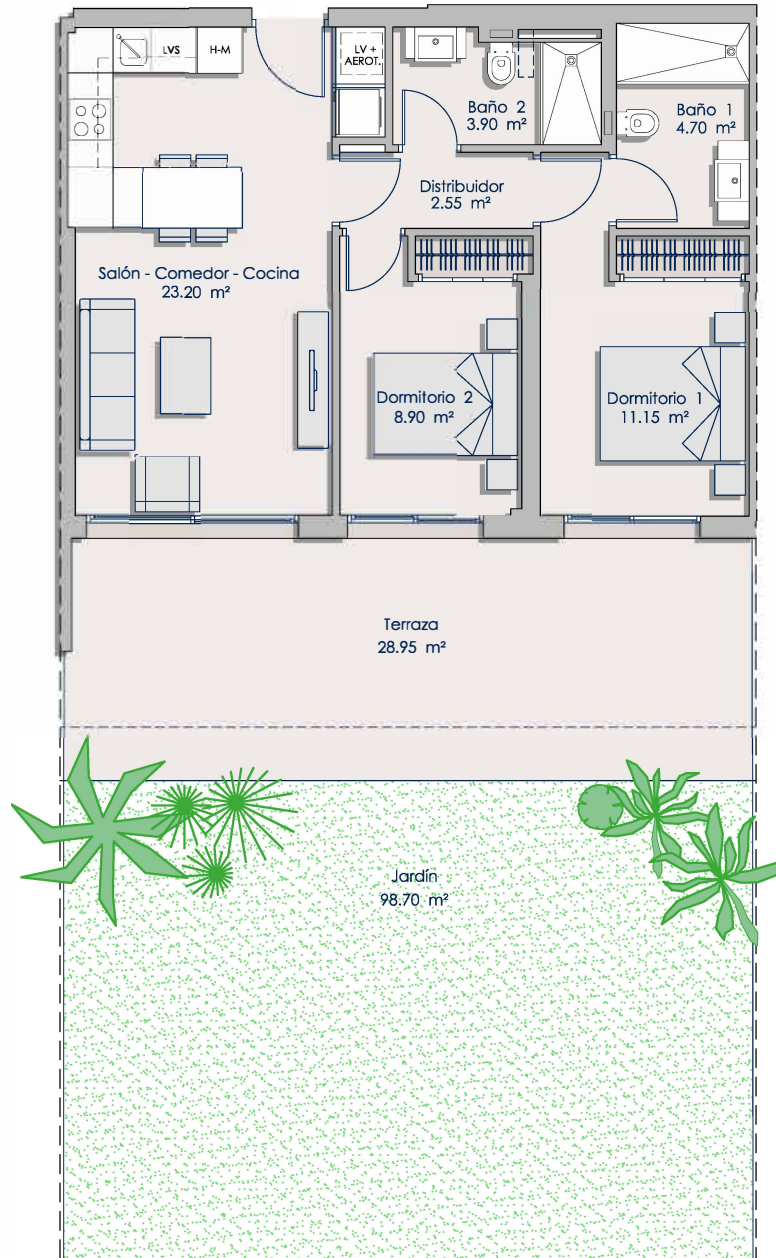 LVS
H-M
LV +
AEROT.
Baño 2
3.90 m²
Baño 1
4.70 m²
Distribuidor
2.55 m²
Salón - Comedor - Cocina
23.20 m²
Dormitorio 2
8.90 m²
Dormitorio 1
11.15 m²
Terraza
28.95 m²
Jardín
98.70 m²